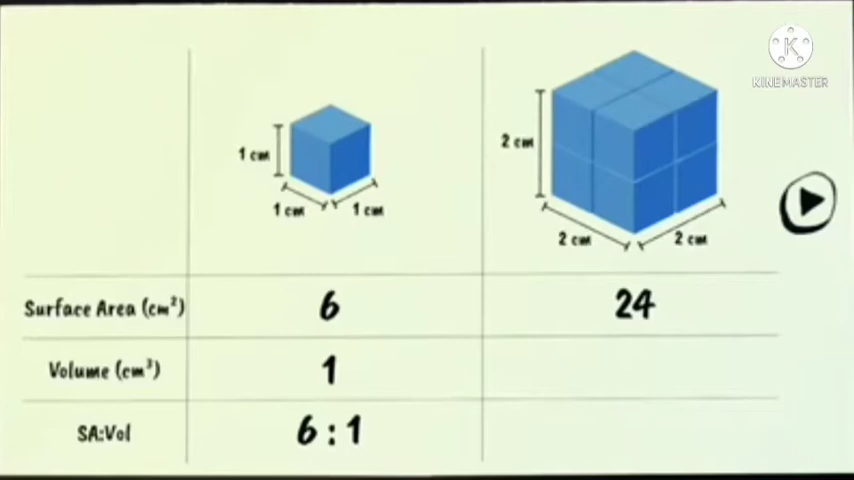 KINEMASTER
1 cm
1 cm
1 cm
2 cm
2 cm
2 cm
Surface Area (cm²) 6 24
Volume (cm³) 1
SA:Vol 6 : 1